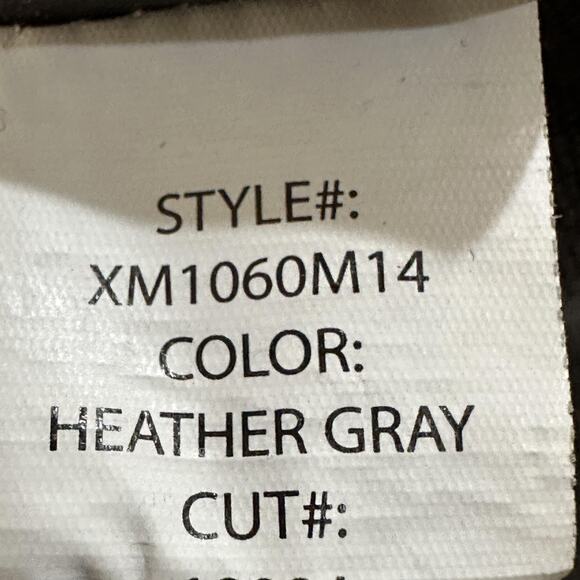 STYLE#:
XM1060M14
COLOR:
HEATHER GRAY
CUT#: